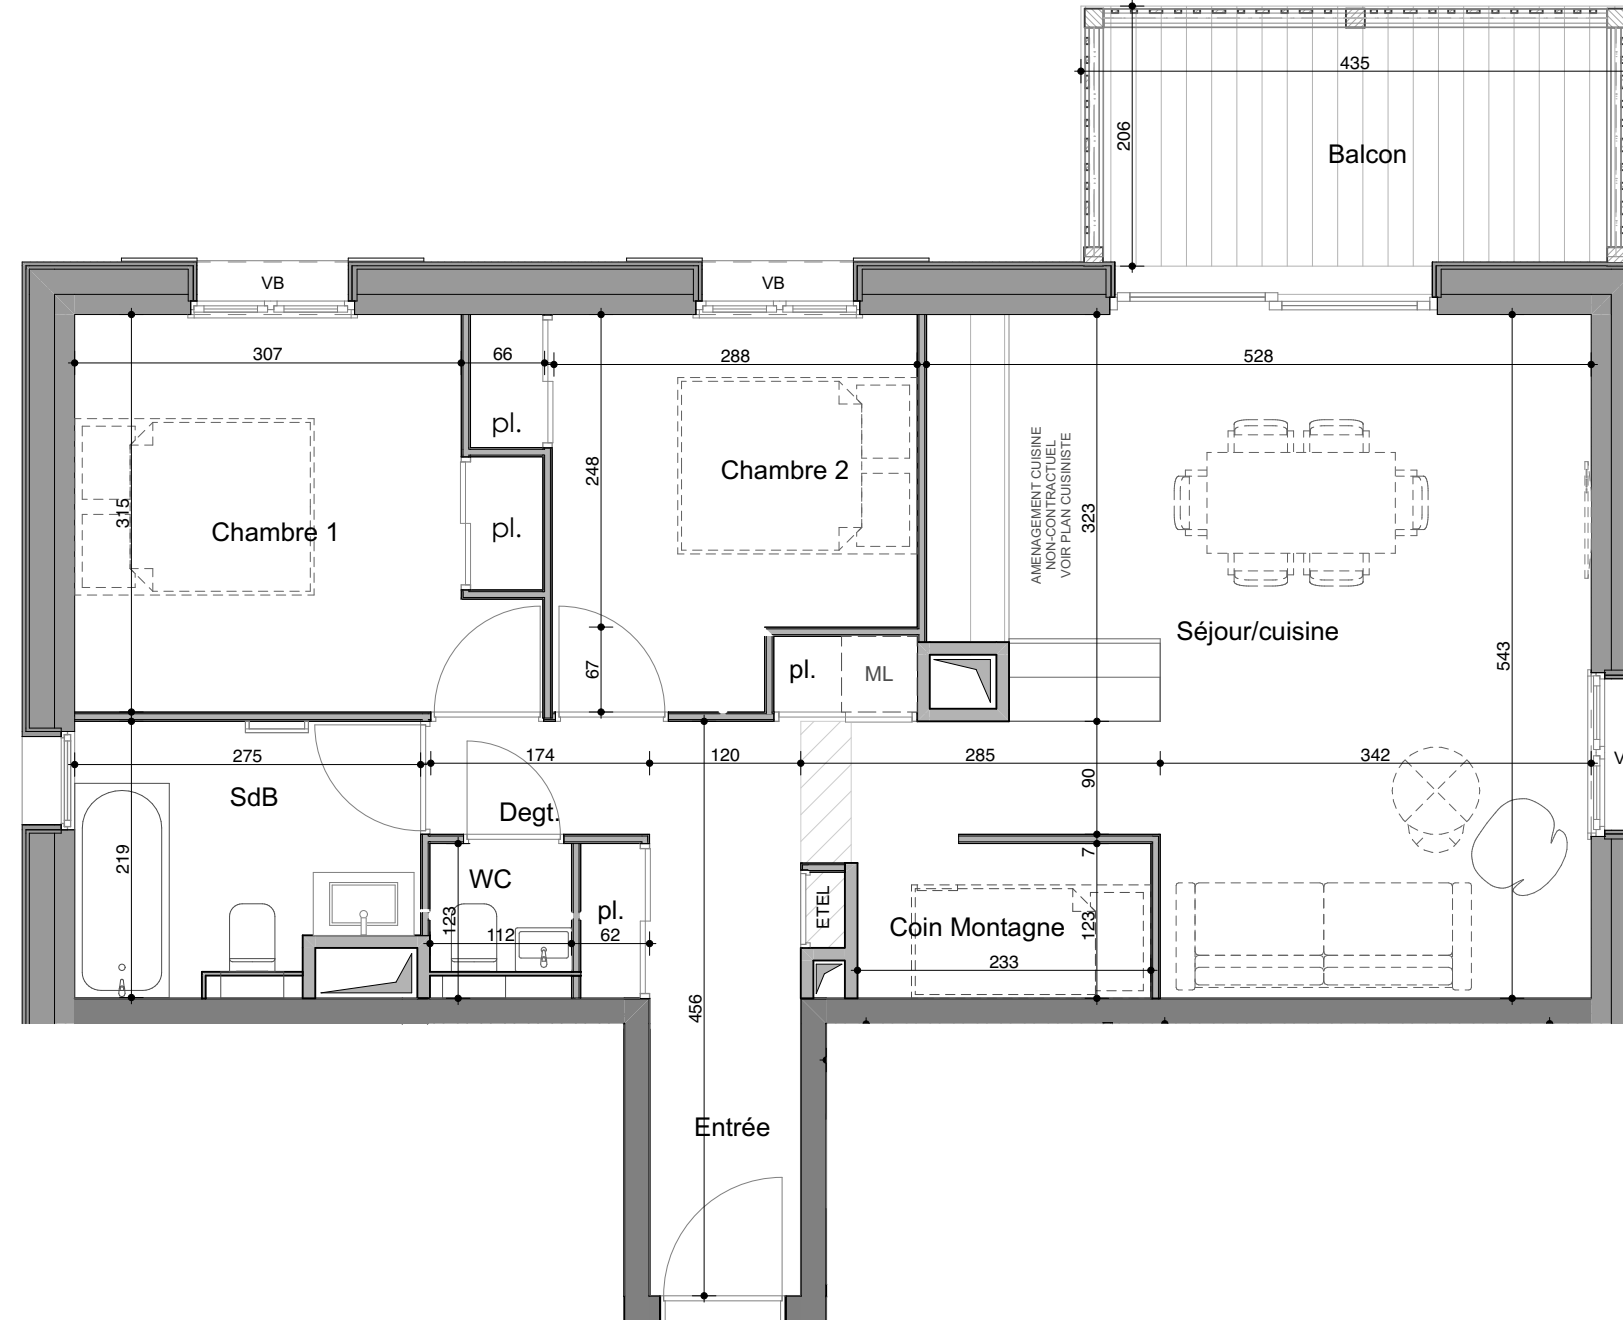 435
206
Balcon
VB
VB
307
66
288
528
pl.
248
Chambre 2
AMENAGEMENT CUISINE
NON-CONTRACTUEL
VOIR PLAN CUISINISTE
315
Chambre 1
pl.
323
Séjour/cuisine
543
67
pl.
ML
275
174
120
285
90
342
V
SdB
Degt.
219
WC
7
pl.
ETEL
123
112
62
Coin Montagne
123
233
456
Entrée